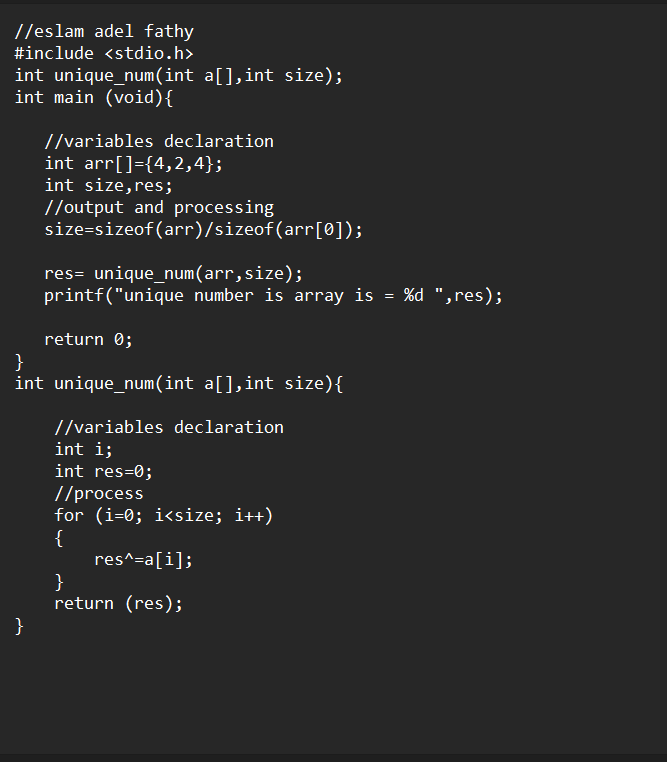 //eslam adel fathy
#include <stdio.h>
int unique_num(int a[],int size);
int main (void){
//variables declaration
int arr[]={4,2,4};
int size,res;
//output and processing
size=sizeof(arr)/sizeof(arr[0]);
res= unique_num(arr,size);
printf("unique number is array is = %d ",res);
return 0;
}
int unique_num(int a[],int size){
//variables declaration
int i;
int res=0;
//process
for (i=0; i<size; i++)
{
res^=a[i];
}
return (res);
}